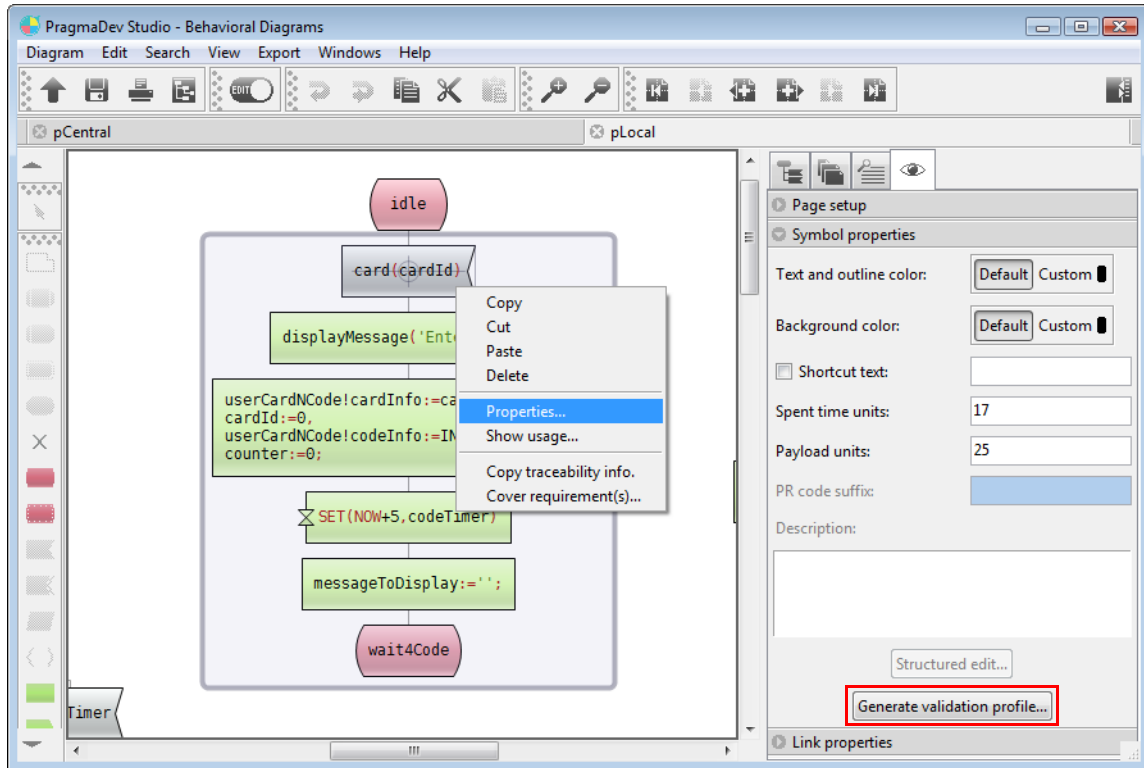 PragmaDev Studio - Behavioral Diagrams
Diagram Edit Search View Export Windows Help
EDIT
pCentral
pLocal
idle
card(cardId)
displayMessage('Ente
userCardNCode!cardInfo:=ca
cardId:=0,
userCardNCode!codeInfo:=IN
counter:=0;
SET(NOW+5,codeTimer)
messageToDisplay:='';
wait4Code
Timer
Copy
Cut
Paste
Delete
Properties...
Show usage...
Copy traceability info.
Cover requirement(s)...
Page setup
Symbol properties
Text and outline color: Default Custom
Background color: Default Custom
Shortcut text:
Spent time units: 17
Payload units: 25
PR code suffix:
Description:
Structured edit...
Generate validation profile...
Link properties